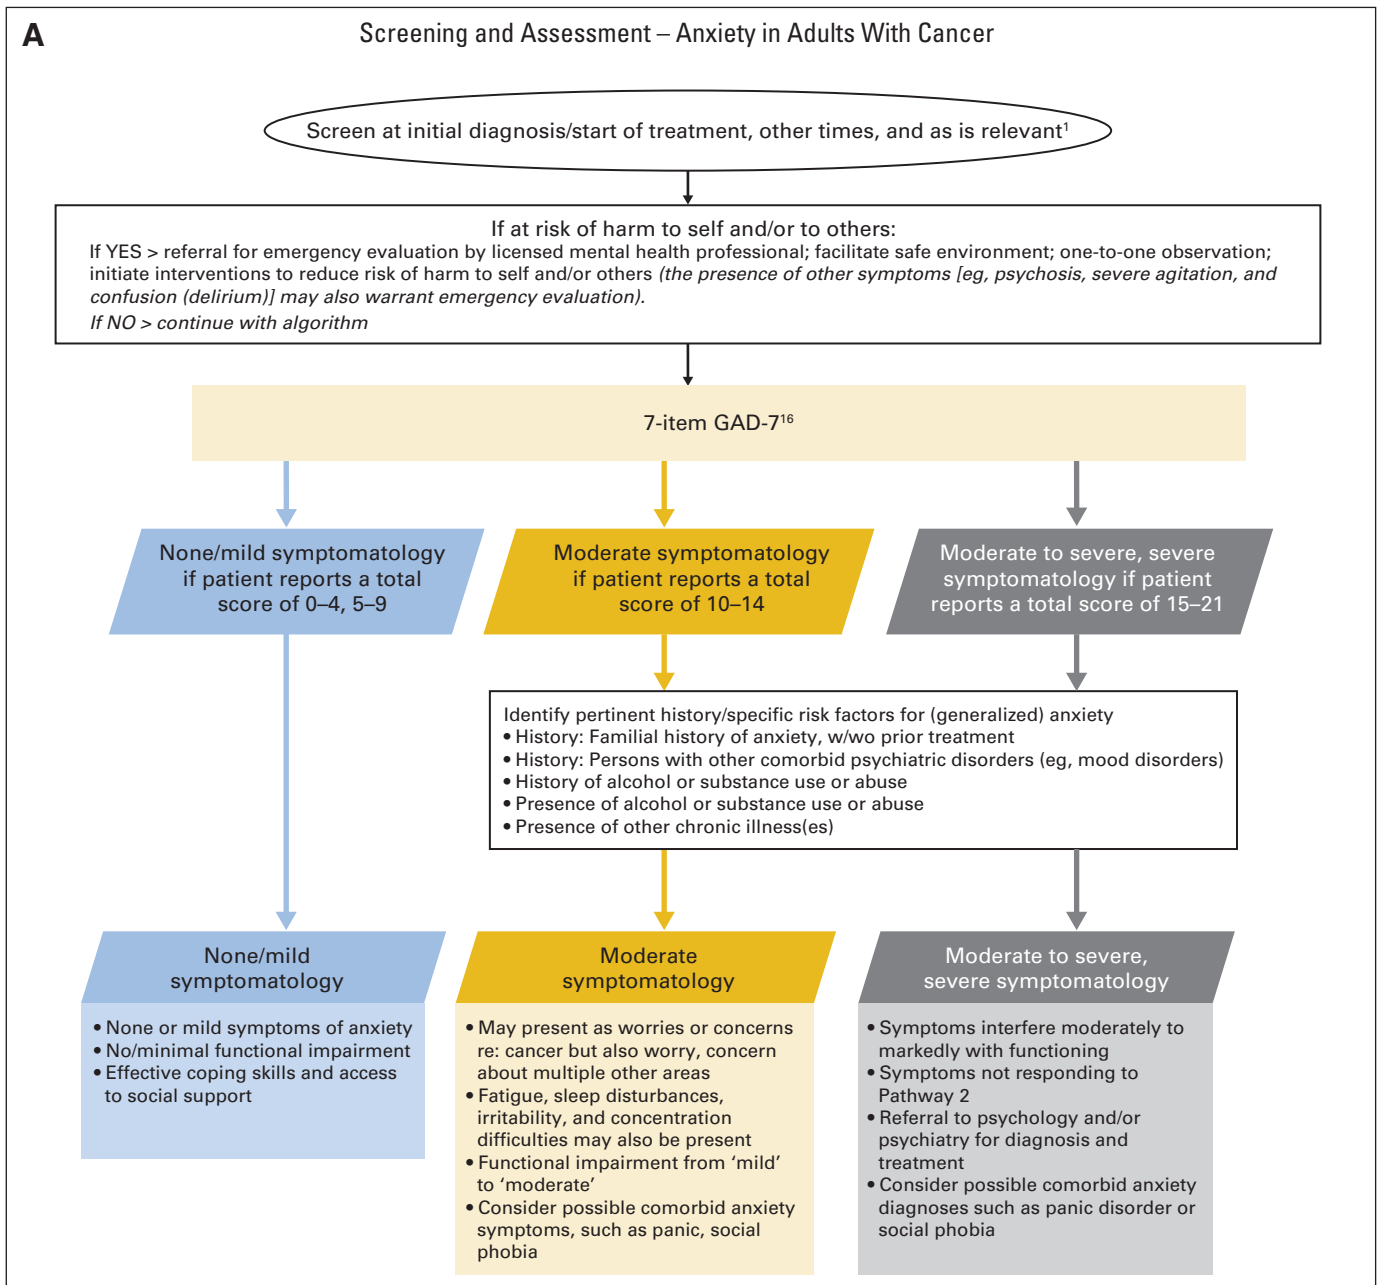 A
Screening and Assessment – Anxiety in Adults With Cancer
Screen at initial diagnosis/start of treatment, other times, and as is relevant1
If at risk of harm to self and/or to others:
If YES > referral for emergency evaluation by licensed mental health professional; facilitate safe environment; one-to-one observation;
initiate interventions to reduce risk of harm to self and/or others (the presence of other symptoms [eg, psychosis, severe agitation, and
confusion (delirium)] may also warrant emergency evaluation).
If NO > continue with algorithm
7-item GAD-716
None/mild symptomatology
if patient reports a total
score of 0–4, 5–9
Moderate symptomatology
if patient reports a total
score of 10–14
Moderate to severe, severe
symptomatology if patient
reports a total score of 15–21
Identify pertinent history/specific risk factors for (generalized) anxiety
• History: Familial history of anxiety, w/wo prior treatment
• History: Persons with other comorbid psychiatric disorders (eg, mood disorders)
• History of alcohol or substance use or abuse
• Presence of alcohol or substance use or abuse
• Presence of other chronic illness(es)
None/mild
symptomatology
• None or mild symptoms of anxiety
• No/minimal functional impairment
• Effective coping skills and access
to social support
Moderate
symptomatology
• May present as worries or concerns
re: cancer but also worry, concern
about multiple other areas
• Fatigue, sleep disturbances,
irritability, and concentration
difficulties may also be present
• Functional impairment from ‘mild’
to ‘moderate’
• Consider possible comorbid anxiety
symptoms, such as panic, social
phobia
Moderate to severe,
severe symptomatology
• Symptoms interfere moderately to
markedly with functioning
• Symptoms not responding to
Pathway 2
• Referral to psychology and/or
psychiatry for diagnosis and
treatment
• Consider possible comorbid anxiety
diagnoses such as panic disorder or
social phobia